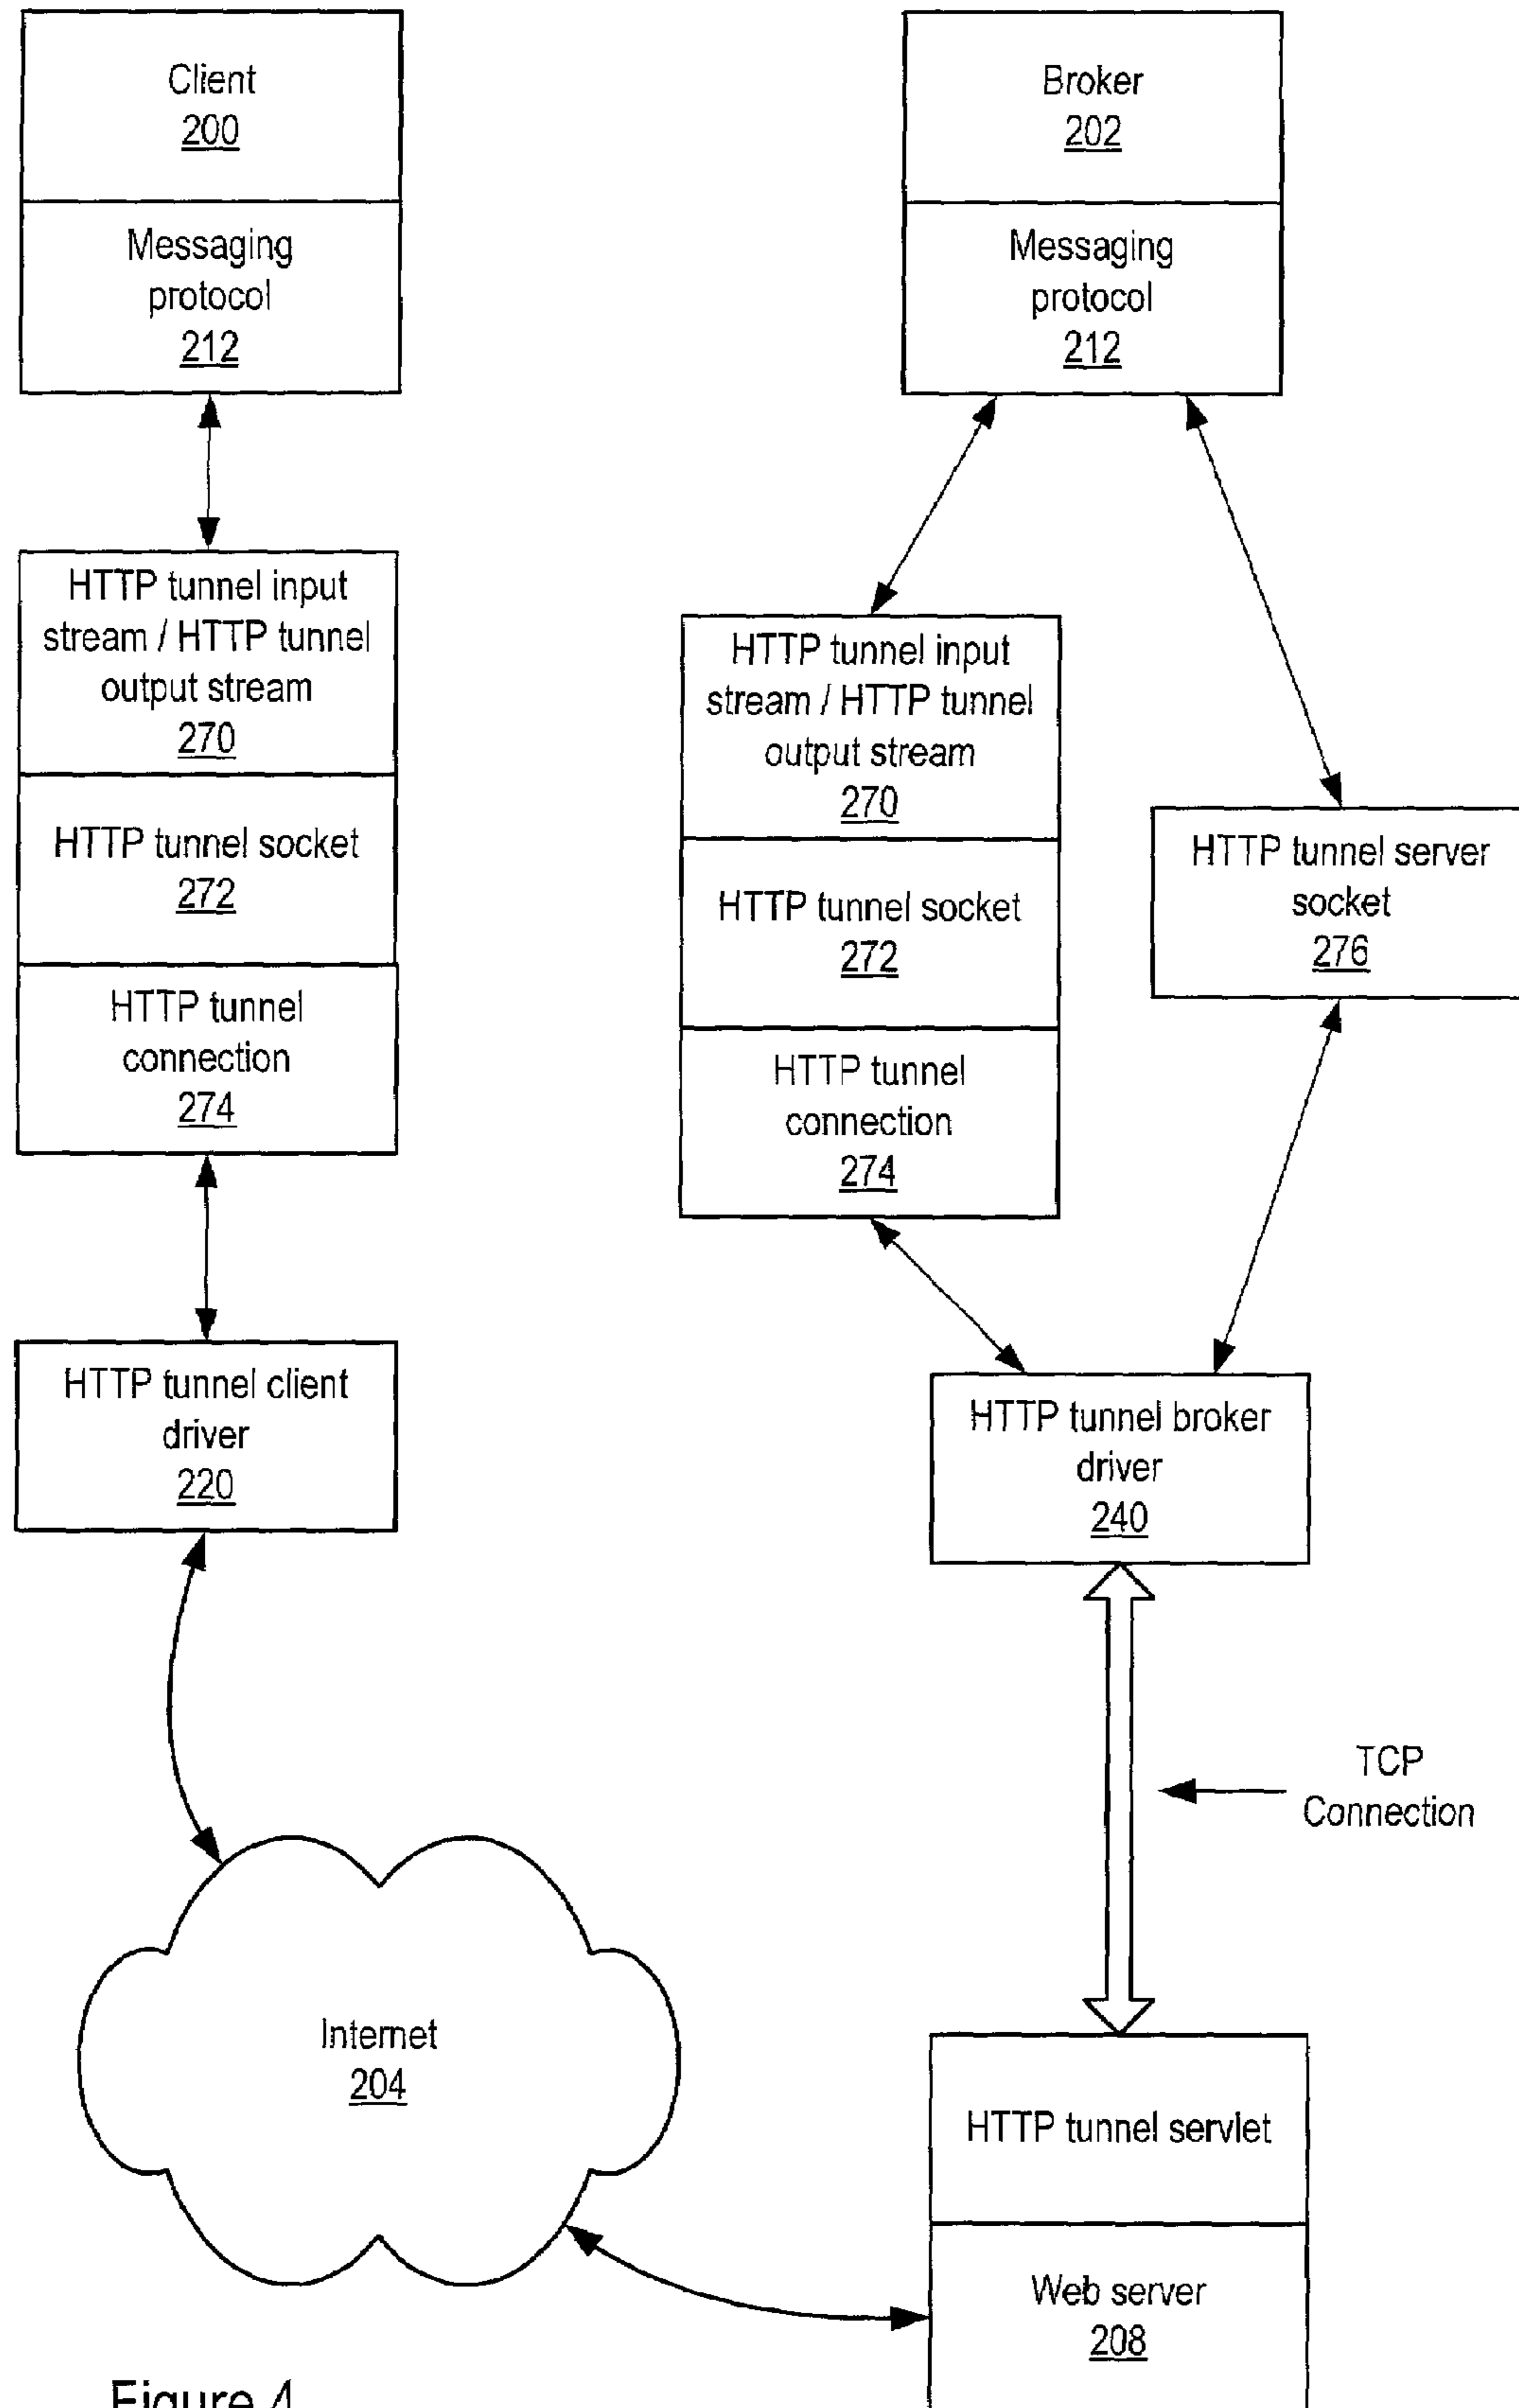 Client
200
Messaging
protocol
212
HTTP tunnel input
stream / HTTP tunnel
output stream
270
HTTP tunnel socket
272
HTTP tunnel
connection
274
HTTP tunnel client
driver
220
Internet
204
Broker
202
Messaging
protocol
212
HTTP tunnel input
stream / HTTP tunnel
output stream
270
HTTP tunnel socket
272
HTTP tunnel
connection
274
HTTP tunnel server
socket
276
HTTP tunnel broker
driver
240
TCP
Connection
HTTP tunnel servlet
Web server
208
Figure 4